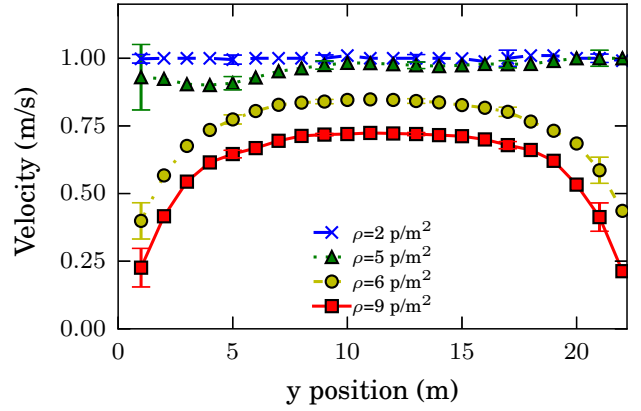 1.00
0.75
0.50
0.25
0.00
Velocity (m/s)
ρ=2 p/m²
ρ=5 p/m²
ρ=6 p/m²
ρ=9 p/m²
0 5 10 15 20
y position (m)